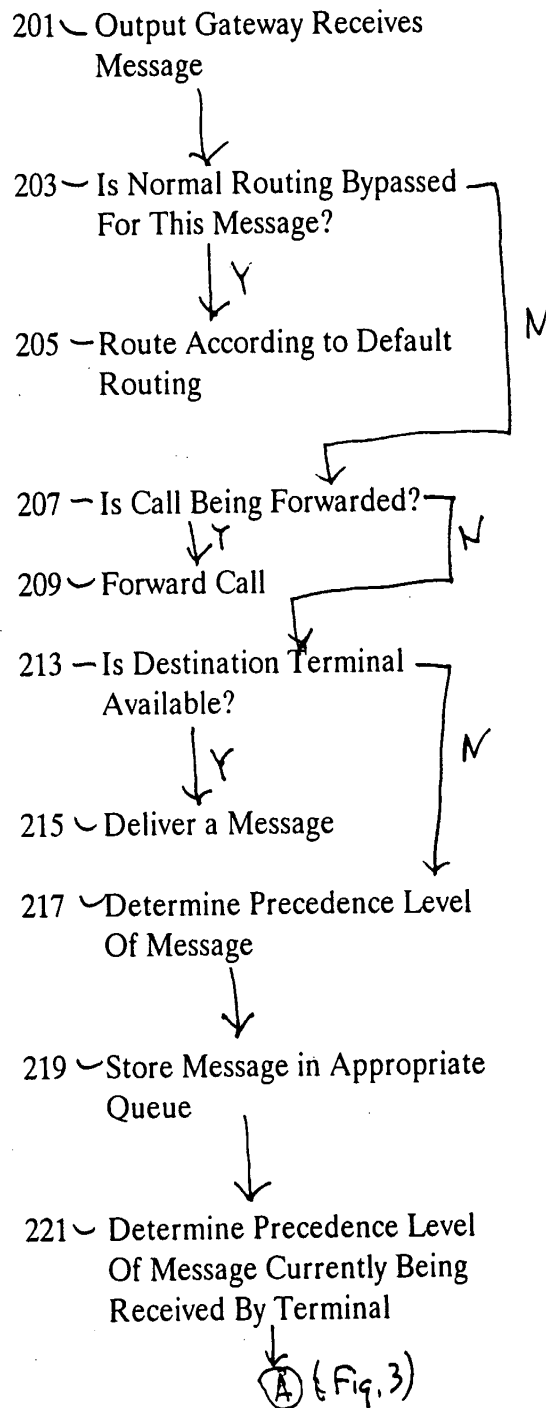 201 Output Gateway Receives
Message
203 Is Normal Routing Bypassed
For This Message?
N
Y
205 Route According to Default
Routing
207 Is Call Being Forwarded?
Y
N
209 Forward Call
213 Is Destination Terminal
Available?
N
Y
215 Deliver a Message
217 Determine Precedence Level
Of Message
219 Store Message in Appropriate
Queue
221 Determine Precedence Level
Of Message Currently Being
Received By Terminal
A (Fig. 3)